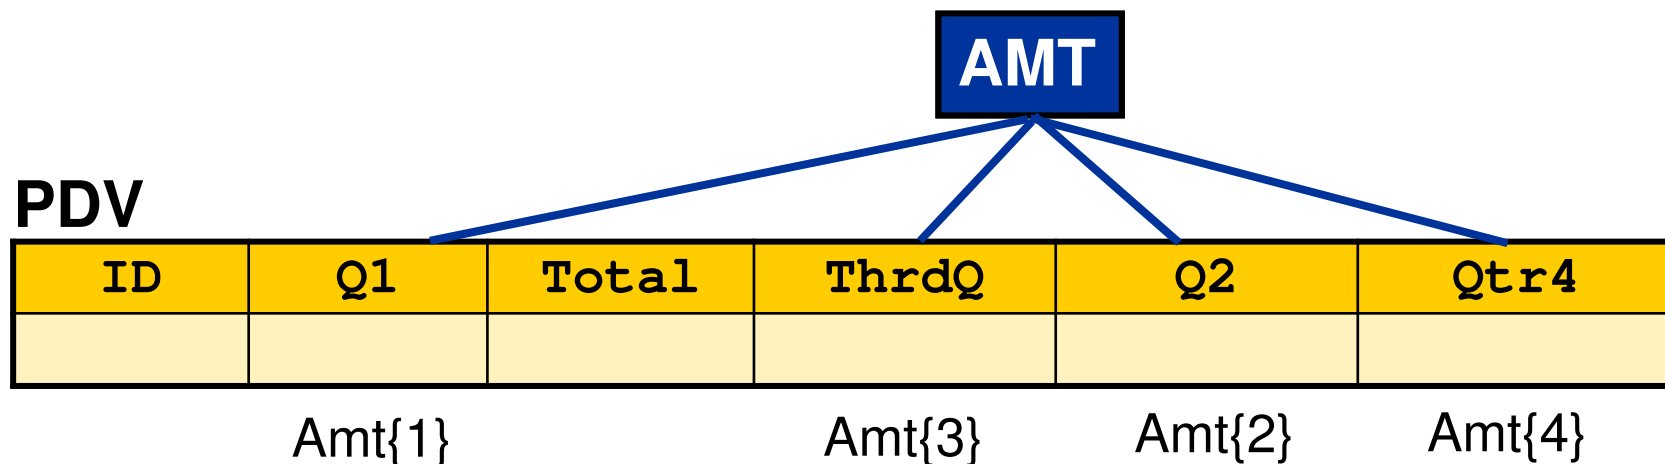 AMT
PDV
ID Q1 Total ThrdQ Q2 Qtr4
Amt{1} Amt{3} Amt{2} Amt{4}